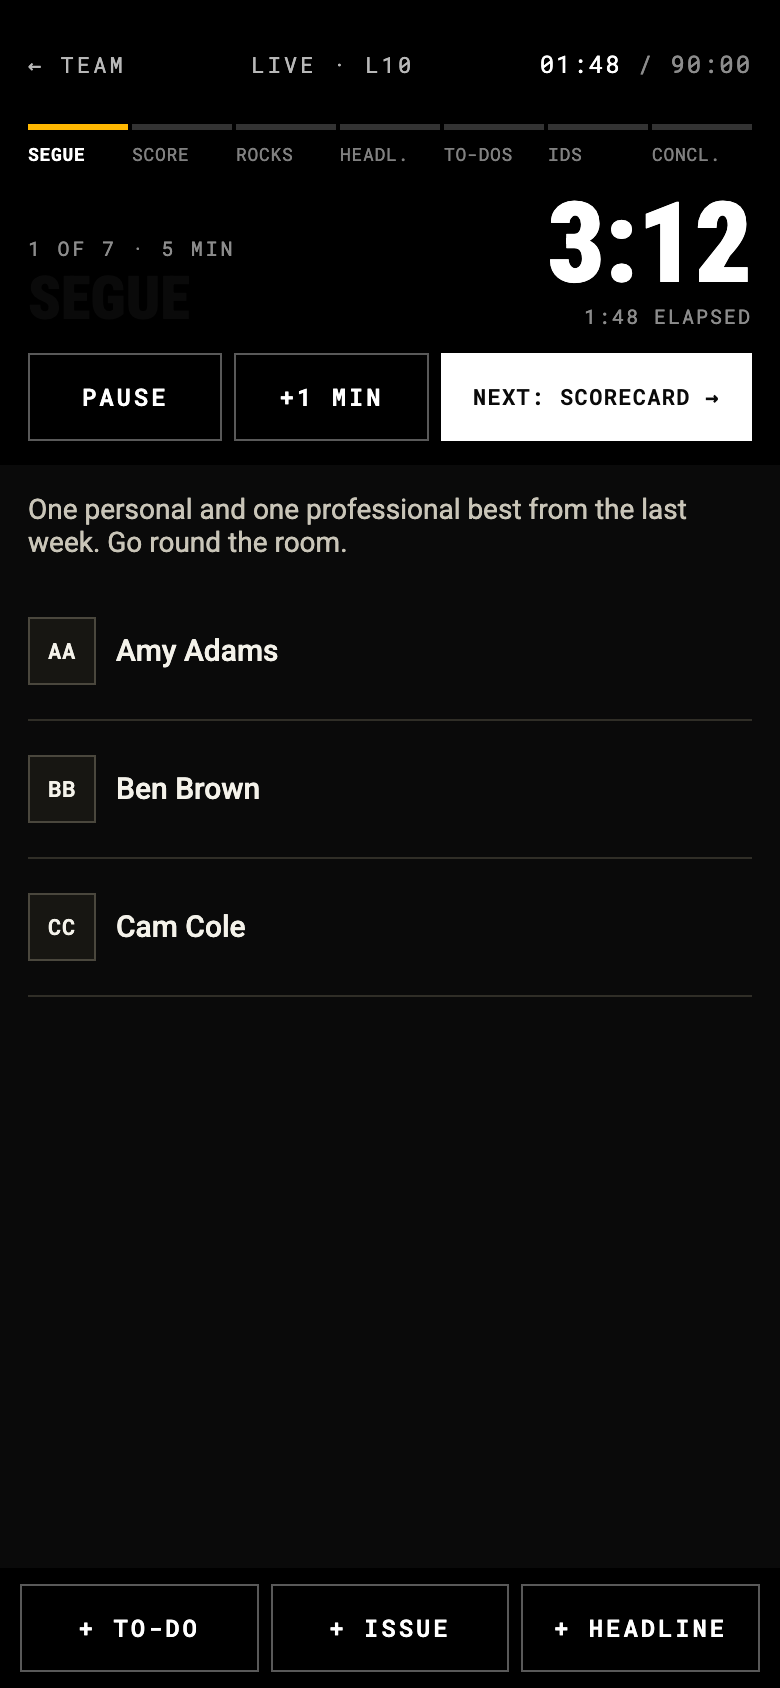 ← TEAM
LIVE · L10
01:48 / 90:00
SEGUE
SCORE
ROCKS
HEADL.
TO-DOS
IDS
CONCL.
1 OF 7 · 5 MIN
SEGUE
3:12
1:48 ELAPSED
PAUSE
+1 MIN
NEXT: SCORECARD →
One personal and one professional best from the last
week. Go round the room.
AA
Amy Adams
BB
Ben Brown
CC
Cam Cole
+ TO-DO
+ ISSUE
+ HEADLINE